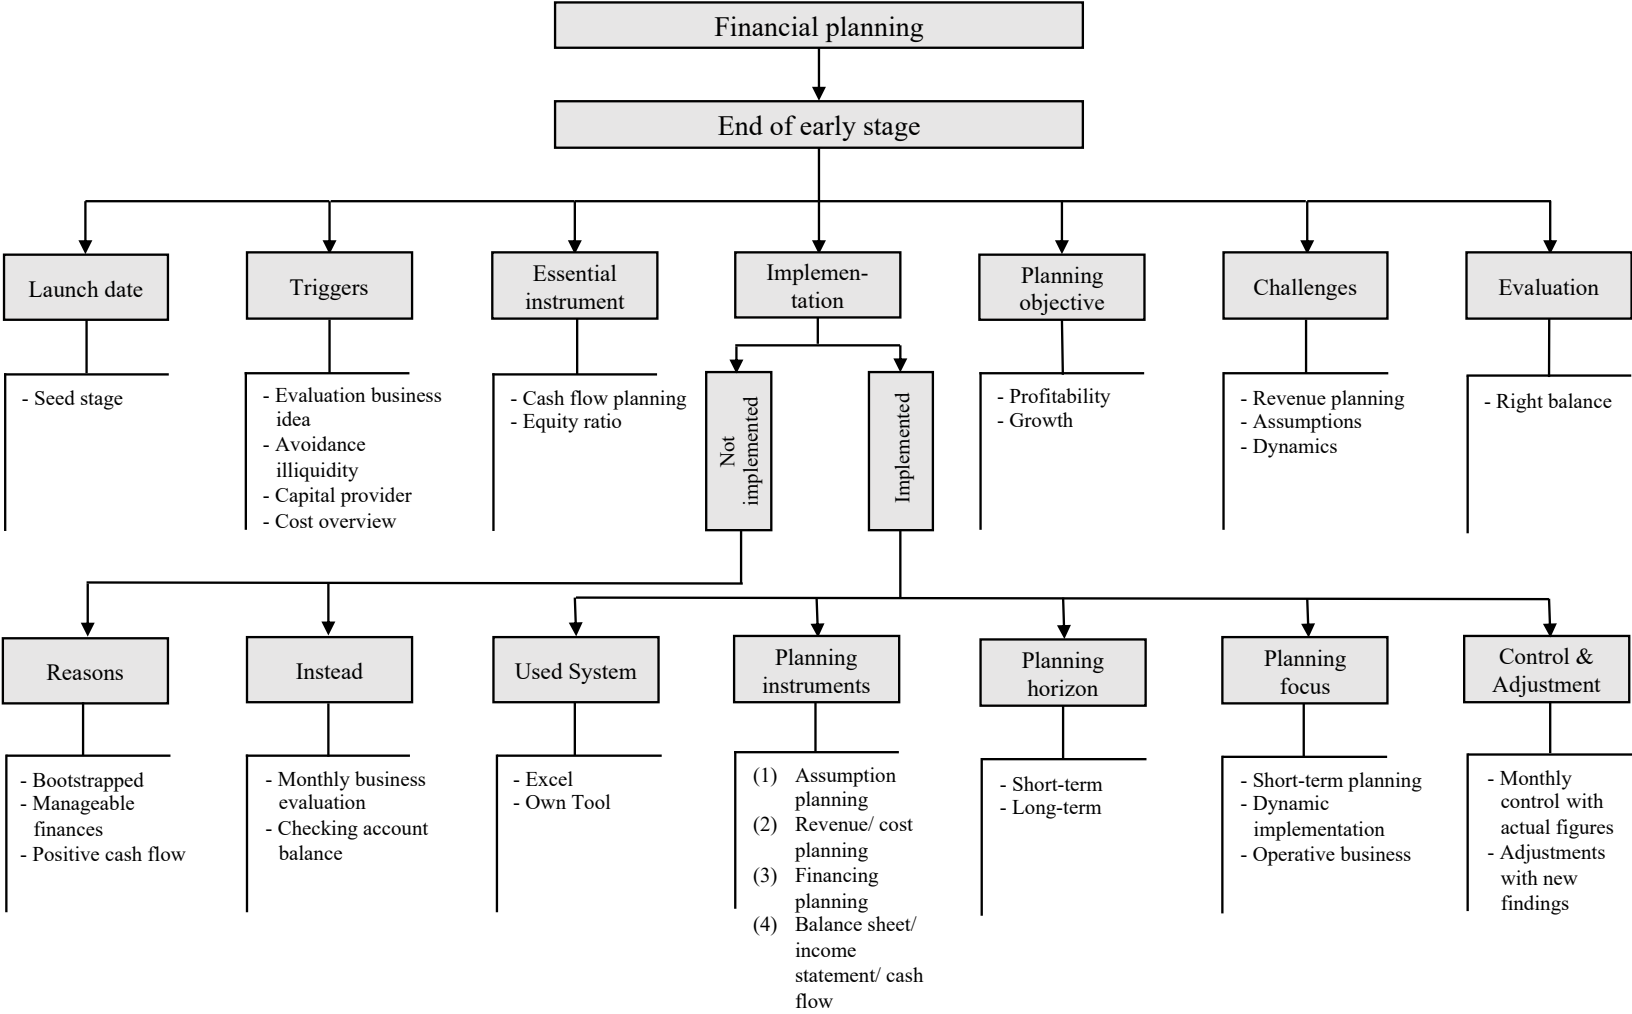 Financial planning
End of early stage
Launch date
Triggers
Essential
instrument
Implemen-
tation
Planning
objective
Challenges
Evaluation
- Seed stage
- Evaluation business
idea
- Avoidance
illiquidity
- Capital provider
- Cost overview
- Cash flow planning
- Equity ratio
Not
implemented
Implemented
- Profitability
- Growth
- Revenue planning
- Assumptions
- Dynamics
- Right balance
Reasons
Instead
Used System
Planning
instruments
Planning
horizon
Planning
focus
Control &
Adjustment
- Bootstrapped
- Manageable
finances
- Positive cash flow
- Monthly business
evaluation
- Checking account
balance
- Excel
- Own Tool
(1) Assumption
planning
(2) Revenue/ cost
planning
(3) Financing
planning
(4) Balance sheet/
income
statement/ cash
flow
- Short-term
- Long-term
- Short-term planning
- Dynamic
implementation
- Operative business
- Monthly
control with
actual figures
- Adjustments
with new
findings